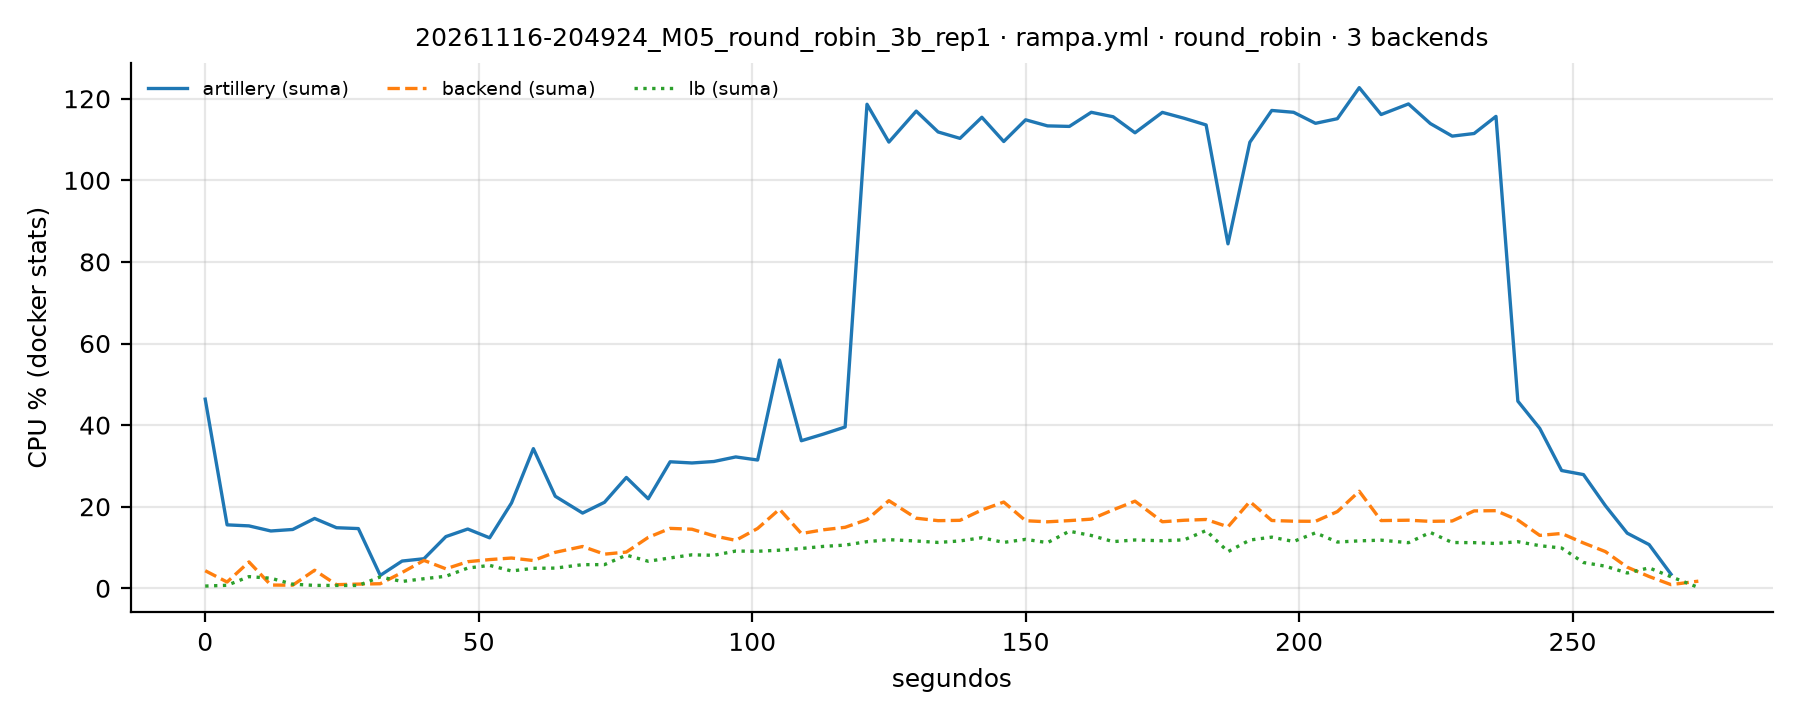 20261116-204924_M05_round_robin_3b_rep1 · rampa.yml · round_robin · 3 backends
artillery (suma) backend (suma) lb (suma)
CPU % (docker stats)
120
100
80
60
40
20
0
0 50 100 150 200 250
segundos